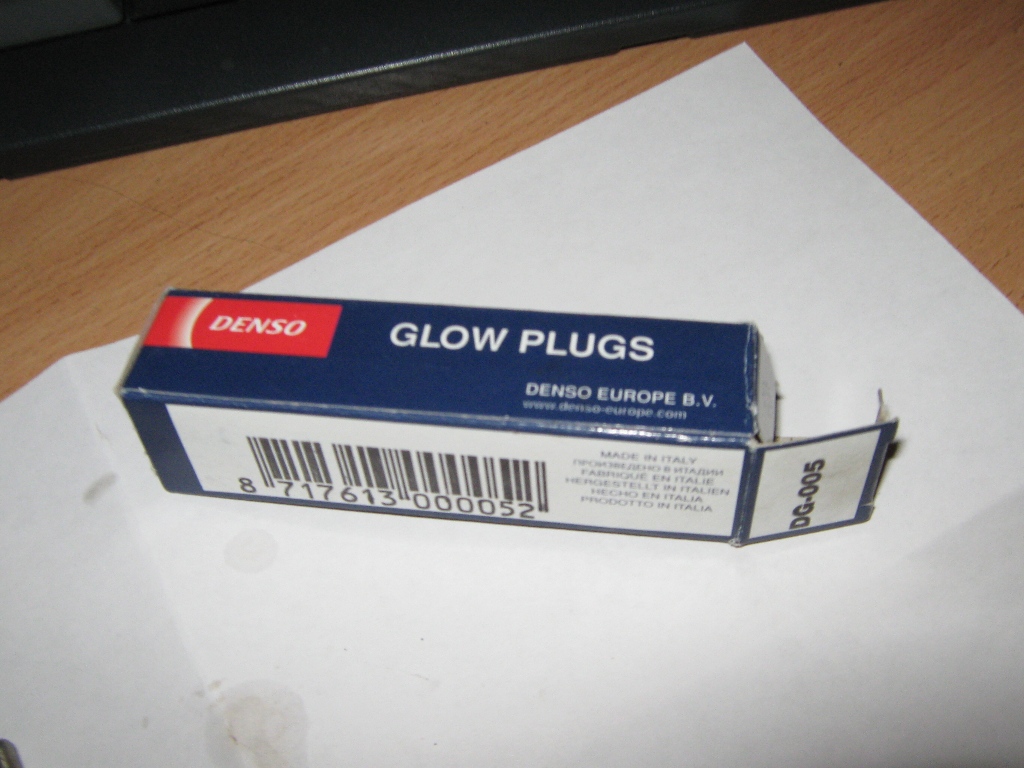 DENSO
GLOW PLUGS
DENSO EUROPE B.V.
www.denso-europe.com
8 717613 000052
MADE IN ITALY
ПРОИЗВЕДЕНО В ИТАЛИИ
FABRIQUÉ EN ITALIE
HERGESTELLT IN ITALIEN
HECHO EN ITALIA
PRODOTTO IN ITALIA
DG-005